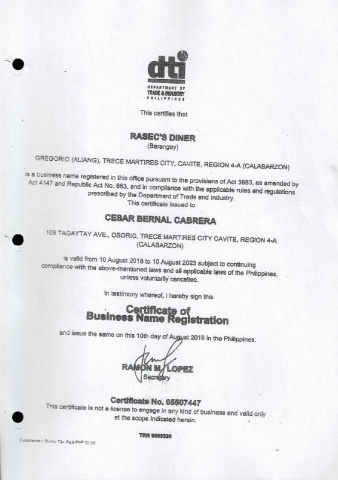 dti
DEPARTMENT OF
TRADE & INDUSTRY
PHILIPPINES
This certifies that
RASEC'S DINER
(Barangay)
GREGORIO (ALIANG), TRECE MARTIRES CITY, CAVITE, REGION 4-A (CALABARZON)
is a business name registered in this office pursuant to the provisions of Act 3883, as amended by
Act 4147 and Republic Act No. 863, and in compliance with the applicable rules and regulations
prescribed by the Department of Trade and Industry.
This certificate issued to
CESAR BERNAL CABRERA
109 TAGAYTAY AVE., OSORIO, TRECE MARTIRES CITY CAVITE, REGION 4-A
(CALABARZON)
is valid from 10 August 2018 to 10 August 2023 subject to continuing
compliance with the above-mentioned laws and all applicable laws of the Philippines,
unless voluntarily cancelled.
In testimony whereof, I hereby sign this
Certificate of
Business Name Registration
and issue the same on this 10th day of August 2018 in the Philippines.
RAMON M. LOPEZ
Secretary
Certificate No. 05507447
This certificate is not a license to engage in any kind of business and valid only
at the scope indicated herein.
TRN